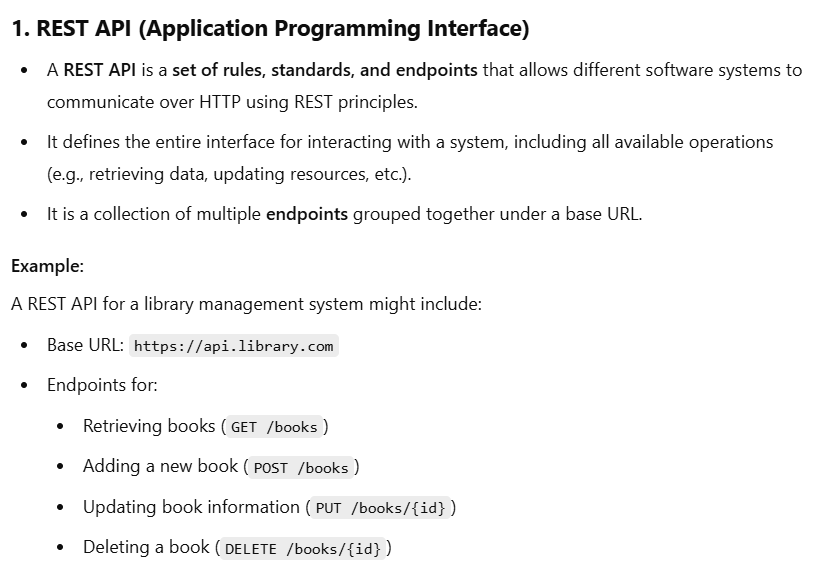 1. REST API (Application Programming Interface)
• A REST API is a set of rules, standards, and endpoints that allows different software systems to
communicate over HTTP using REST principles.
• It defines the entire interface for interacting with a system, including all available operations
(e.g., retrieving data, updating resources, etc.).
• It is a collection of multiple endpoints grouped together under a base URL.
Example:
A REST API for a library management system might include:
• Base URL: https://api.library.com
• Endpoints for:
• Retrieving books (GET /books)
• Adding a new book (POST /books)
• Updating book information (PUT /books/{id})
• Deleting a book (DELETE /books/{id})